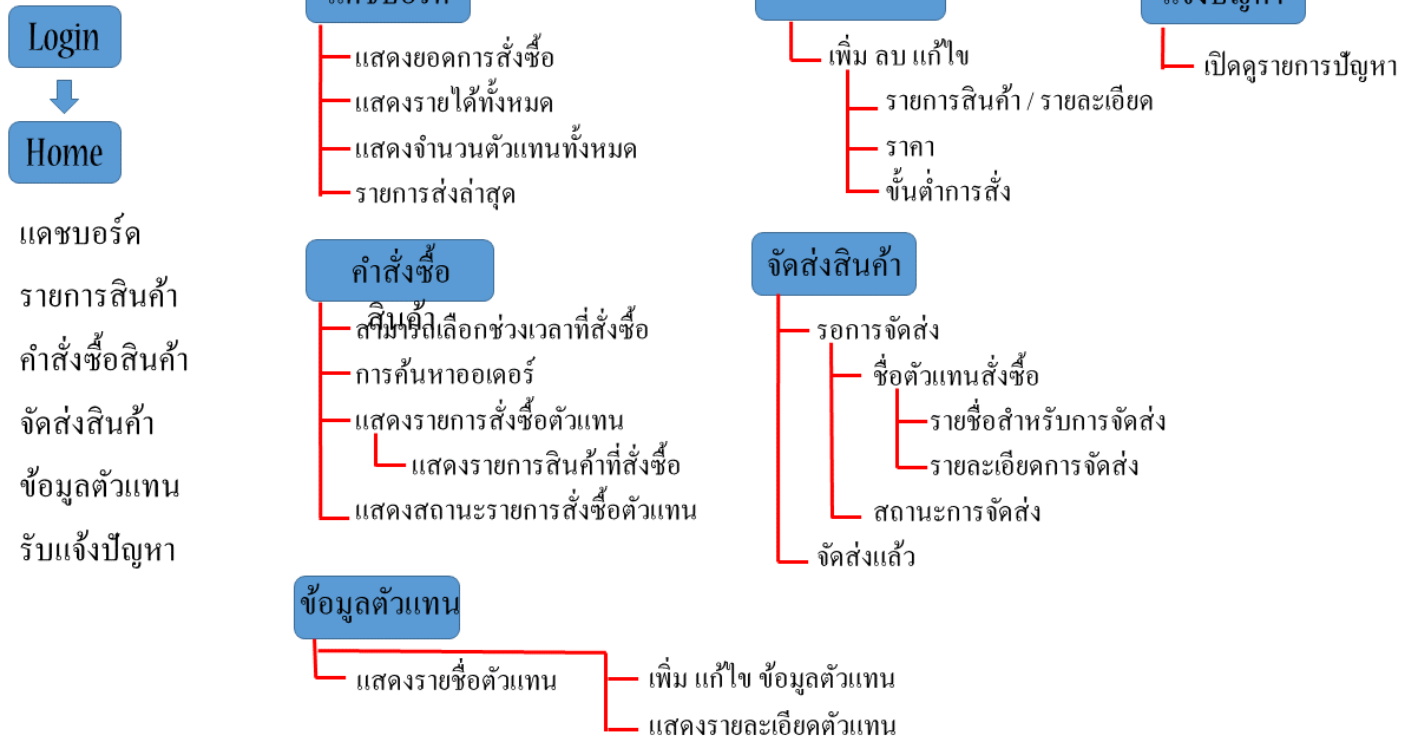 Login
Home
แดชบอร์ด
รายการสินค้า
คำสั่งซื้อสินค้า
จัดส่งสินค้า
ข้อมูลตัวแทน
รับแจ้งปัญหา
แดชบอร์ด
แสดงยอดการสั่งซื้อ
แสดงรายได้ทั้งหมด
แสดงจำนวนตัวแทนทั้งหมด
รายการส่งล่าสุด
เพิ่ม ลบ แก้ไข
รายการสินค้า / รายละเอียด
ราคา
ขั้นต่ำการสั่ง
แจ้งปัญหา
เปิดดูรายการปัญหา
คำสั่งซื้อ
สินค้า
สามารถเลือกช่วงเวลาที่สั่งซื้อ
การค้นหาออเดอร์
แสดงรายการสั่งซื้อตัวแทน
แสดงรายการสินค้าที่สั่งซื้อ
แสดงสถานะรายการสั่งซื้อตัวแทน
จัดส่งสินค้า
รอการจัดส่ง
ชื่อตัวแทนสั่งซื้อ
รายชื่อสำหรับการจัดส่ง
รายละเอียดการจัดส่ง
สถานะการจัดส่ง
จัดส่งแล้ว
ข้อมูลตัวแทน
แสดงรายชื่อตัวแทน
เพิ่ม แก้ไข ข้อมูลตัวแทน
แสดงรายละเอียดตัวแทน